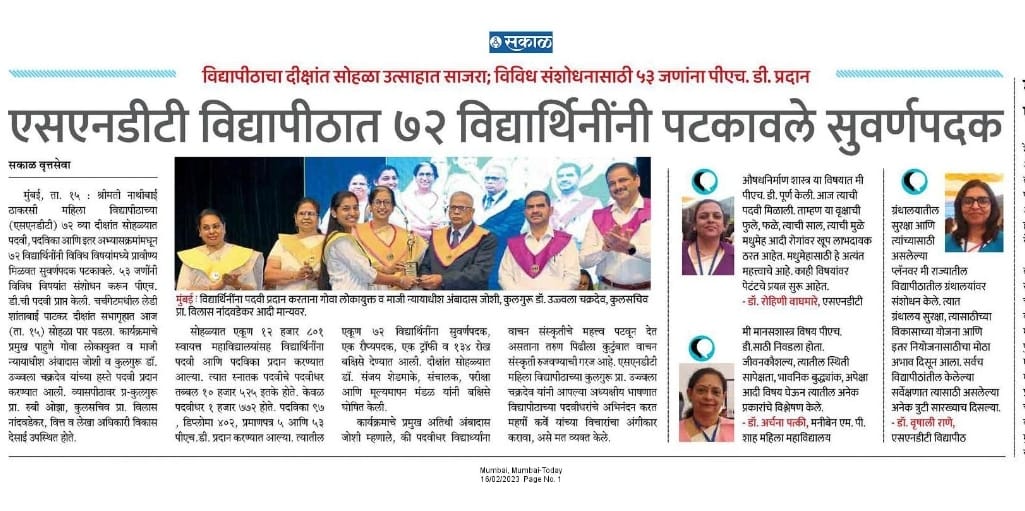 सकाळ
विद्यापीठाचा दीक्षांत सोहळा उत्साहात साजरा; विविध संशोधनासाठी ५३ जणांना पीएच. डी. प्रदान
एसएनडीटी विद्यापीठात ७२ विद्यार्थिनींनी पटकावले सुवर्णपदक
सकाळ वृत्तसेवा
मुंबई, ता. १५ : श्रीमती नाथीबाई
ठाकरसी महिला विद्यापीठाच्या
(एसएनडीटी) ७२ व्या दीक्षांत सोहळ्यात
पदवी, पदविका आणि इतर अभ्यासक्रमांमधून
७२ विद्यार्थिनींनी विविध विषयांमध्ये प्रावीण्य
मिळवत सुवर्णपदक पटकावले. ५३ जणींनी
विविध विषयांत संशोधन करून पीएच.
डी.ची पदवी प्राप्त केली. चर्चगेटमधील लेडी
शांताबाई पाटकर दीक्षांत सभागृहात आज
(ता. १५) सोहळा पार पडला. कार्यक्रमाचे
प्रमुख पाहुणे गोवा लोकायुक्त व माजी
न्यायाधीश अंबादास जोशी व कुलगुरू डॉ.
उज्ज्वला चक्रदेव यांच्या हस्ते पदवी प्रदान
करण्यात आली. व्यासपीठावर प्र-कुलगुरू
प्रा. रुबी ओझा, कुलसचिव प्रा. विलास
नांदवडेकर, वित्त व लेखा अधिकारी विकास
देसाई उपस्थित होते.
मुंबई : विद्यार्थिनींना पदवी प्रदान करताना गोवा लोकायुक्त व माजी न्यायाधीश अंबादास जोशी, कुलगुरू डॉ. उज्ज्वला चक्रदेव, कुलसचिव
प्रा. विलास नांदवडेकर आदी मान्यवर.
सोहळ्यात एकूण १२ हजार ८०१
स्वायत्त महाविद्यालयांसह विद्यार्थिनींना
पदवी आणि पदविका प्रदान करण्यात
आल्या. त्यात स्नातक पदवीचे पदवीधर
तब्बल १० हजार ५२५ इतके होते. केवळ
पदवीधर १ हजार ७७२ होते. पदविका ९७
, डिप्लोमा ४०२, प्रमाणपत्र ५ आणि ५३
पीएच.डी. प्रदान करण्यात आल्या. त्यातील
एकूण ७२ विद्यार्थिनींना सुवर्णपदक,
एक रौप्यपदक, एक ट्रॉफी व १३४ रोख
बक्षिसे देण्यात आली. दीक्षांत सोहळ्यात
डॉ. संजय शेडमाके, संचालक, परीक्षा
आणि मूल्यमापन मंडळ यांनी बक्षिसे
घोषित केली.
कार्यक्रमाचे प्रमुख अतिथी अंबादास
जोशी म्हणाले, की पदवीधर विद्यार्थ्यांना
वाचन संस्कृतीचे महत्त्व पटवून देत
असताना तरुण पिढीला कुटुंबात वाचन
संस्कृती रुजवण्याची गरज आहे. एसएनडीटी
महिला विद्यापीठाच्या कुलगुरू प्रा. उज्ज्वला
चक्रदेव यांनी आपल्या अध्यक्षीय भाषणात
विद्यापीठाच्या पदवीधरांचे अभिनंदन करत
महर्षी कर्वे यांच्या विचारांचा अंगीकार
करावा, असे मत व्यक्त केले.
औषधनिर्माण शास्त्र या विषयात मी
पीएच. डी. पूर्ण केली. आज त्याची
पदवी मिळाली. ताम्हण या वृक्षाची
फुले, फळे, त्याची साल, त्याची मुळे
मधुमेह आदी रोगांवर खूप लाभदायक
ठरत आहेत. मधुमेहासाठी हे अत्यंत
महत्त्वाचे आहे. काही विषयांवर
पेटंटचे प्रयत्न सुरू आहेत.
- डॉ. रोहिणी वाघमारे, एसएनडीटी
मी मानसशास्त्र विषय पीएच.
डी.साठी निवडला होता.
जीवनकौशल्य, त्यातील स्थिती
सापेक्षता, भावनिक बुद्ध्यांक, अपेक्षा
आदी विषय घेऊन त्यातील अनेक
प्रकारांचे विश्लेषण केले.
- डॉ. अर्चना पत्की, मनीबेन एम. पी.
शाह महिला महाविद्यालय
ग्रंथालयातील
सुरक्षा आणि
त्यांच्यासाठी
असलेल्या
प्लॅनवर मी राज्यातील
विद्यापीठातील ग्रंथालयांवर
संशोधन केले. त्यात
ग्रंथालय सुरक्षा, त्यासाठीच्या
विकासाच्या योजना आणि
इतर नियोजनासाठीचा मोठा
अभाव दिसून आला. सर्वच
विद्यापीठांतील केलेल्या
सर्वेक्षणात त्यासाठी असलेल्या
अनेक त्रुटी सारख्याच दिसल्या.
- डॉ. वृषाली राणे,
एसएनडीटी विद्यापीठ
Mumbai, Mumbai-Today
16/02/2023 Page No. 1